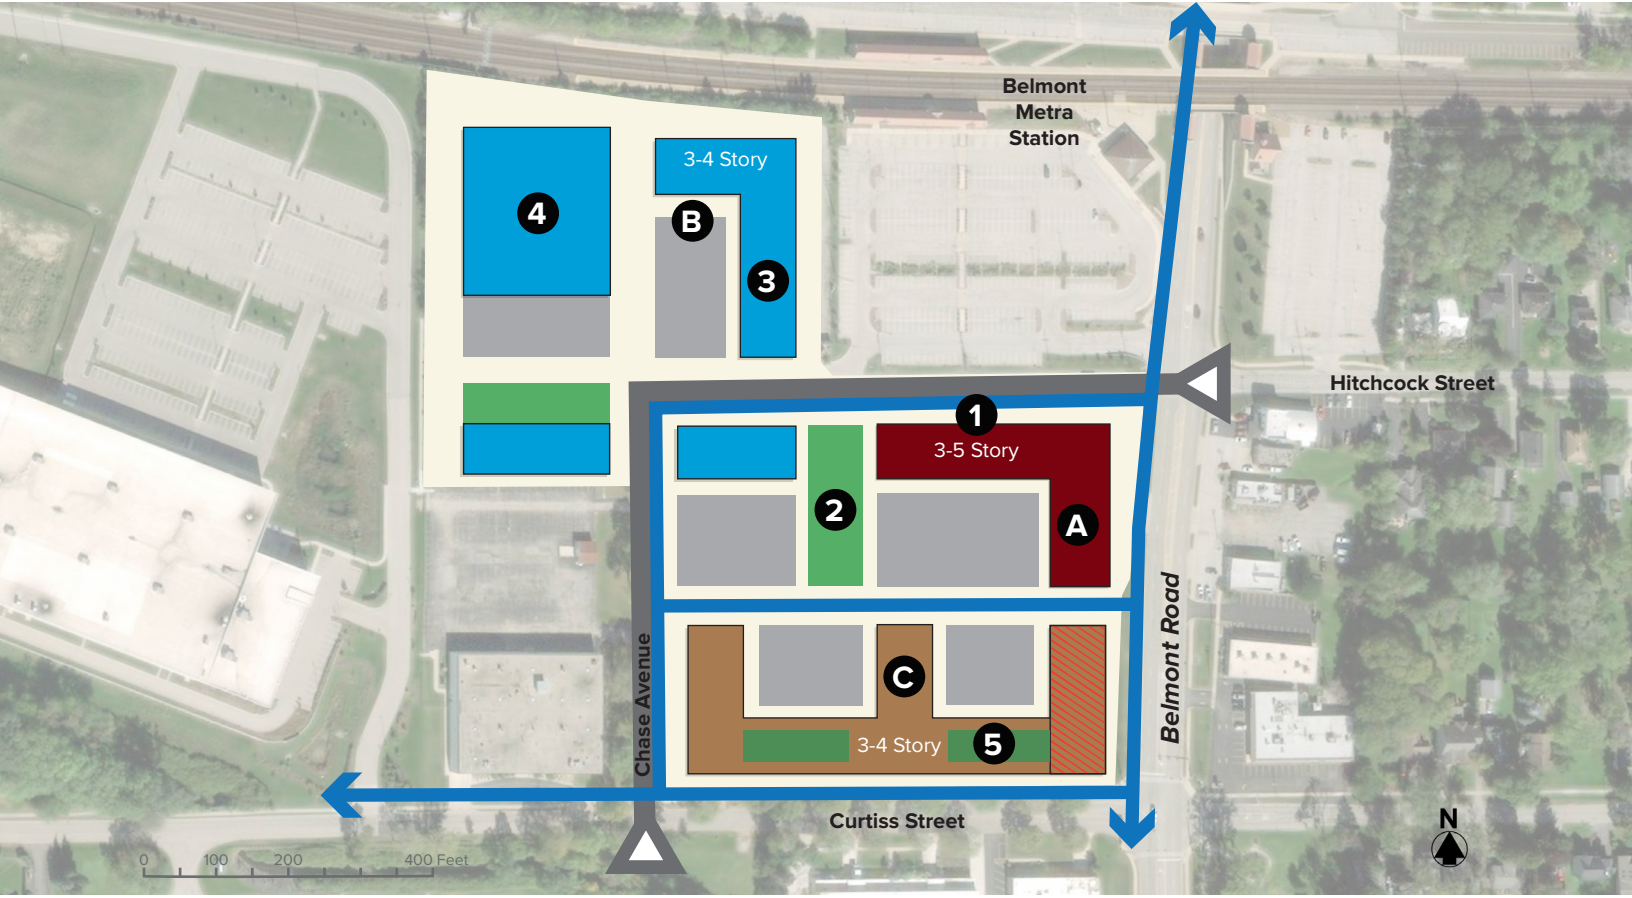 Belmont
Metra
Station
3-4 Story
4
B
3
Hitchcock Street
1
3-5 Story
2
A
Belmont Road
Chase Avenue
C
3-4 Story
5
Curtiss Street
N
0 100 200 400 Feet